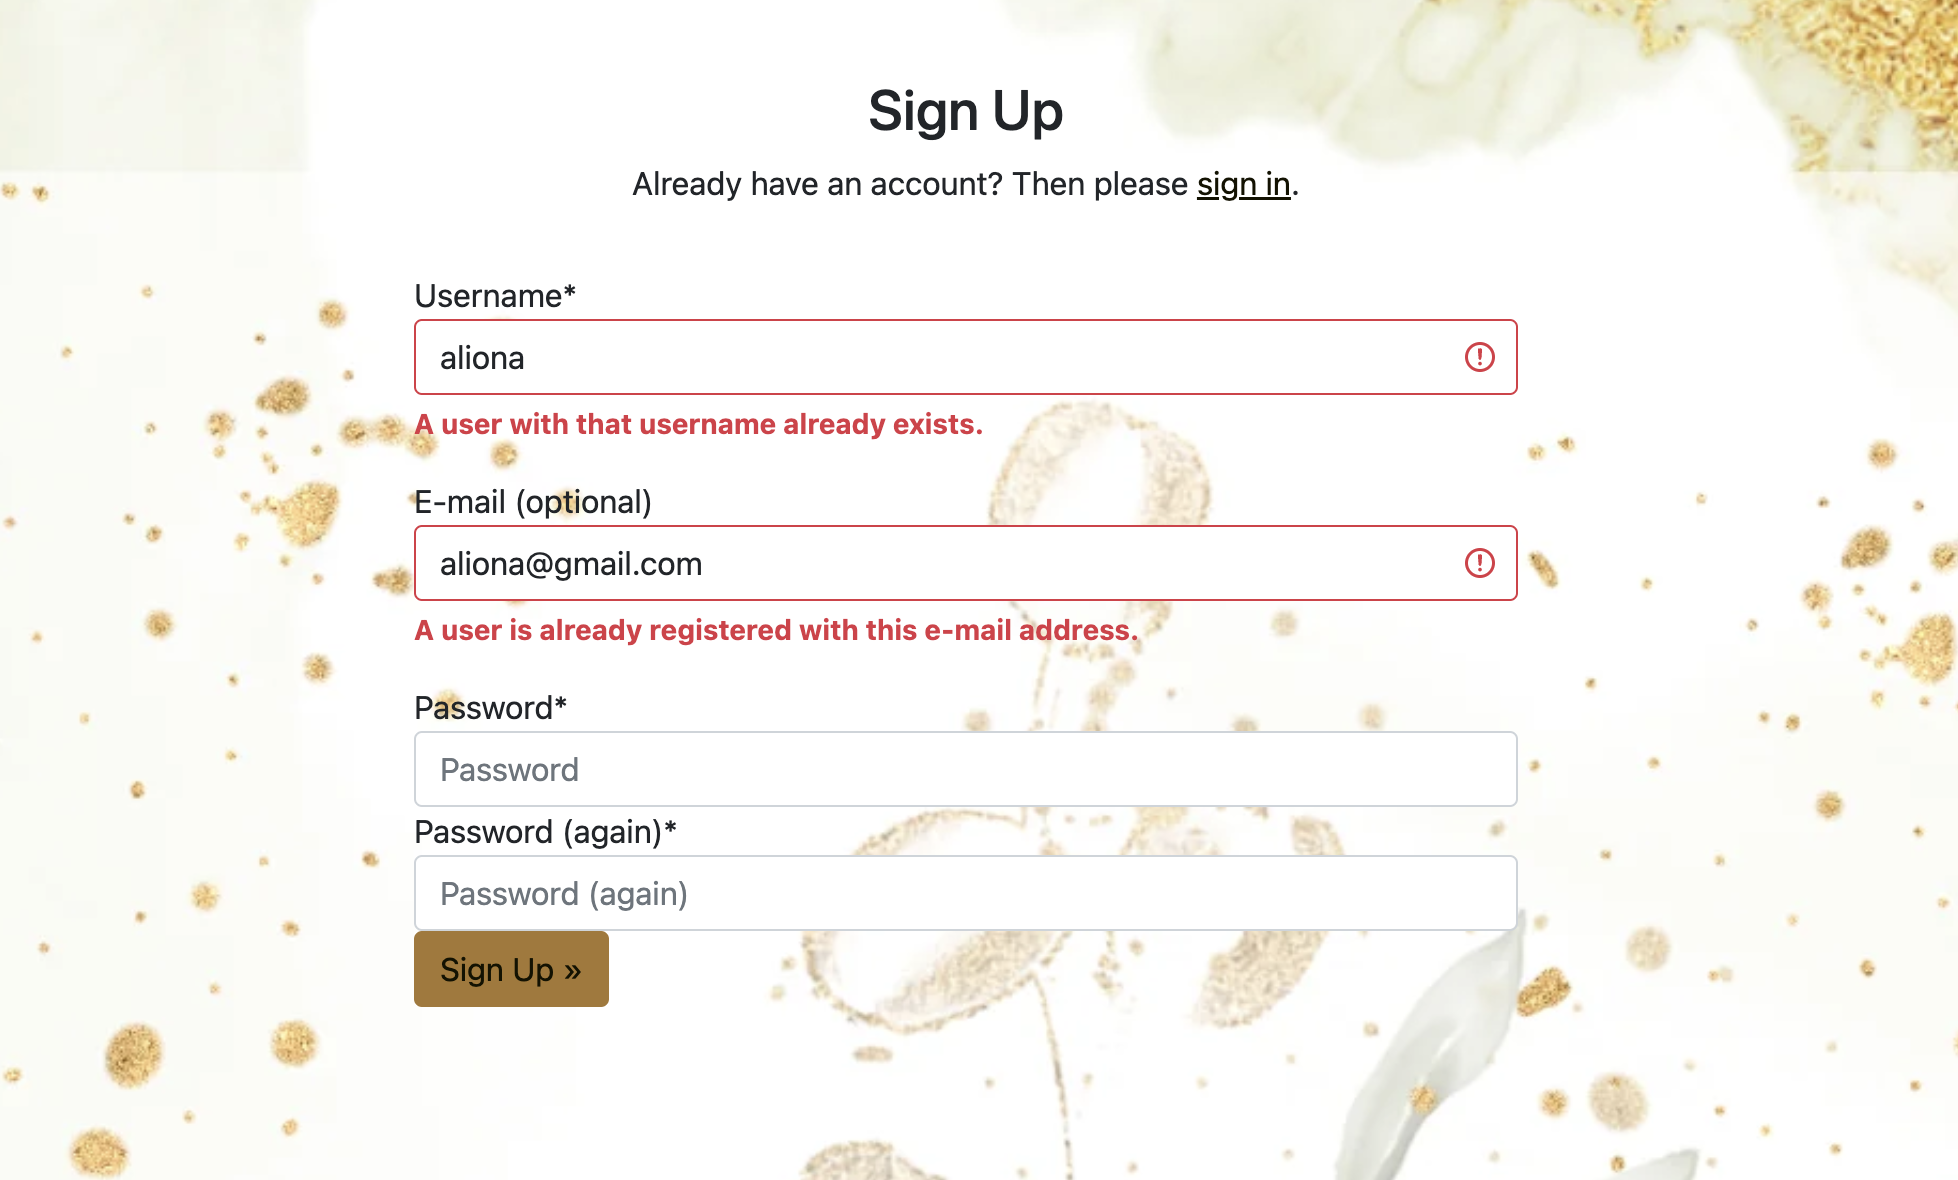 Sign Up
Already have an account? Then please sign in.
Username*
aliona
A user with that username already exists.
E-mail (optional)
aliona@gmail.com
A user is already registered with this e-mail address.
Password*
Password
Password (again)*
Password (again)
Sign Up »